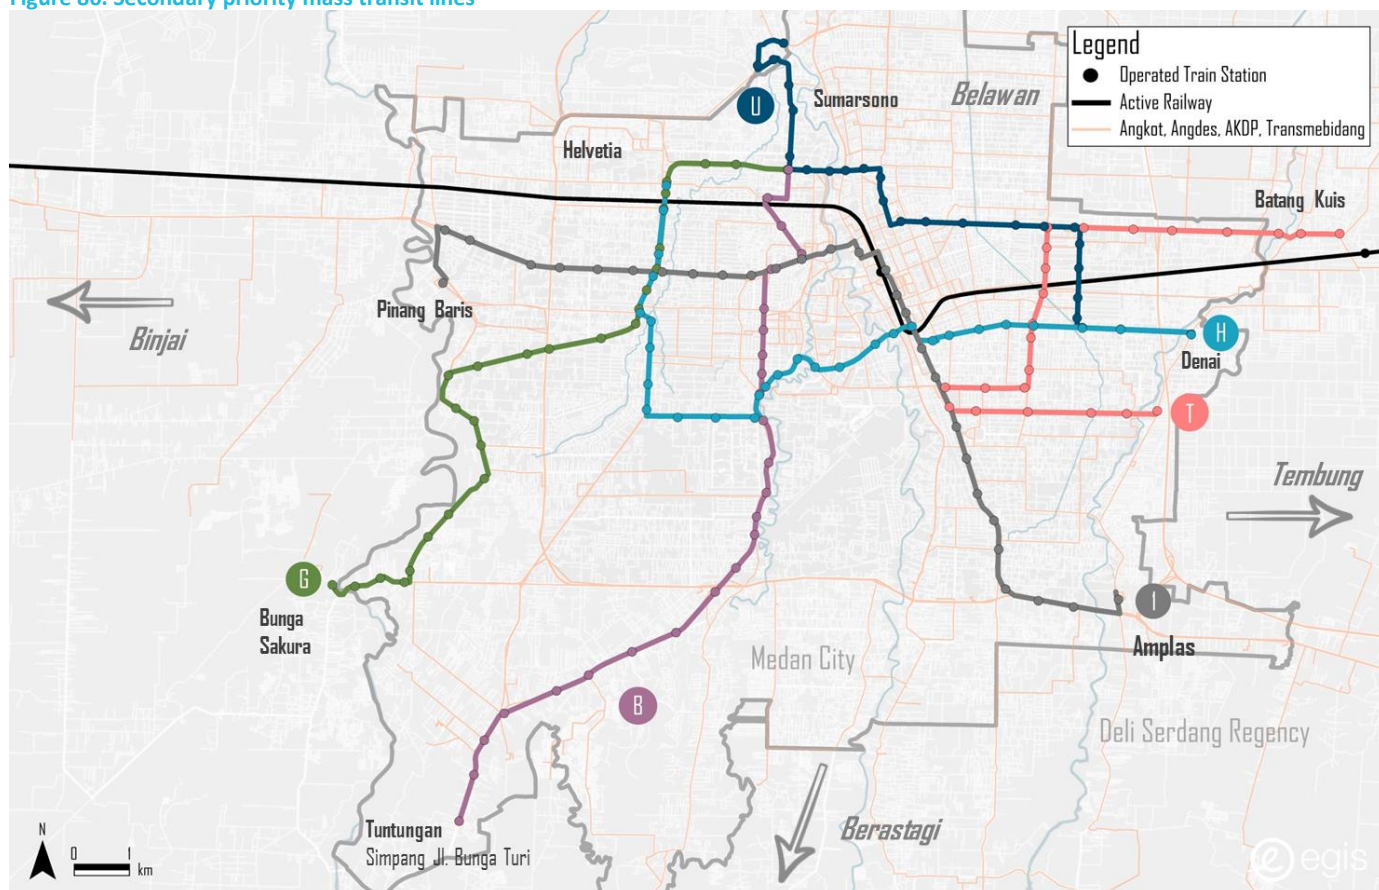 Figure 86: Secondary priority mass transit lines
Legend
Operated Train Station
Active Railway
Angkot, Angdes, AKDP, Transmebidang
U
Sumarsono
Belawan
Helvetia
Batang Kuis
Pinang Baris
Binjai
H
Denai
T
Tembung
G
Bunga
Sakura
1
Amplas
Medan City
B
Deli Serdang Regency
Tuntungan
Simpang Jl. Bunga Turi
Berastagi
N
0 1
km
egis